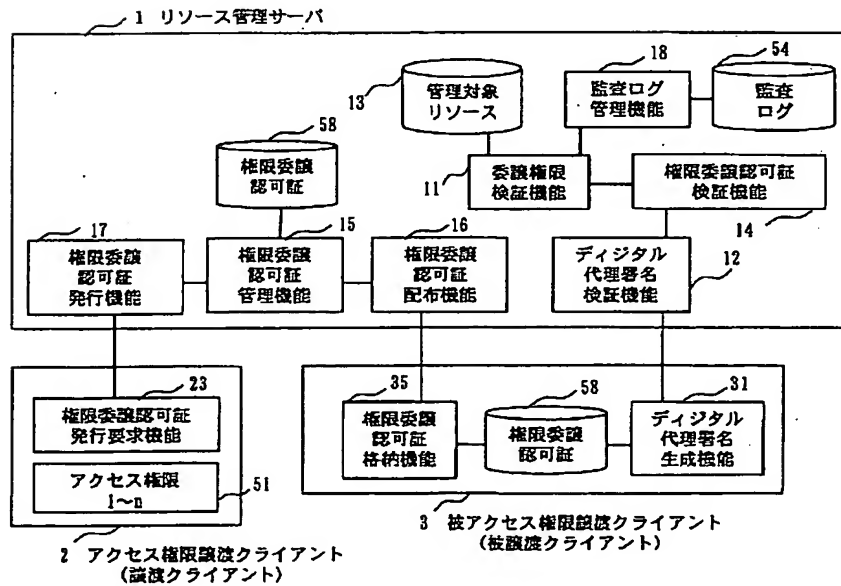 1 リソース管理サーバ
13
管理対象
リソース
18
監査ログ
管理機能
54
監査
ログ
58
権限委譲
認可証
11
委譲権限
検証機能
権限委譲認可証
検証機能
14
17
権限委譲
認可証
発行機能
15
権限委譲
認可証
管理機能
16
権限委譲
認可証
配布機能
ディジタル
代理署名
検証機能
12
23
権限委譲認可証
発行要求機能
アクセス権限
1~n
51
35
権限委譲
認可証
格納機能
58
権限委譲
認可証
31
ディジタル
代理署名
生成機能
2 アクセス権限譲渡クライアント
(譲渡クライアント)
3 被アクセス権限譲渡クライアント
(被譲渡クライアント)